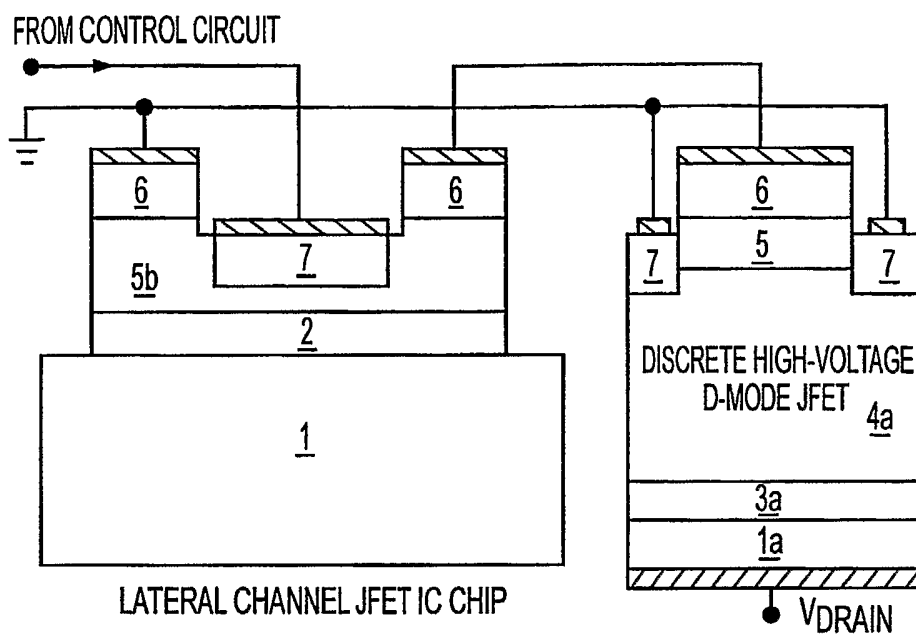 FROM CONTROL CIRCUIT
6
6
6
7
5b
7
5
7
2
DISCRETE HIGH-VOLTAGE
D-MODE JFET
4a
1
3a
1a
LATERAL CHANNEL JFET IC CHIP
VDRAIN